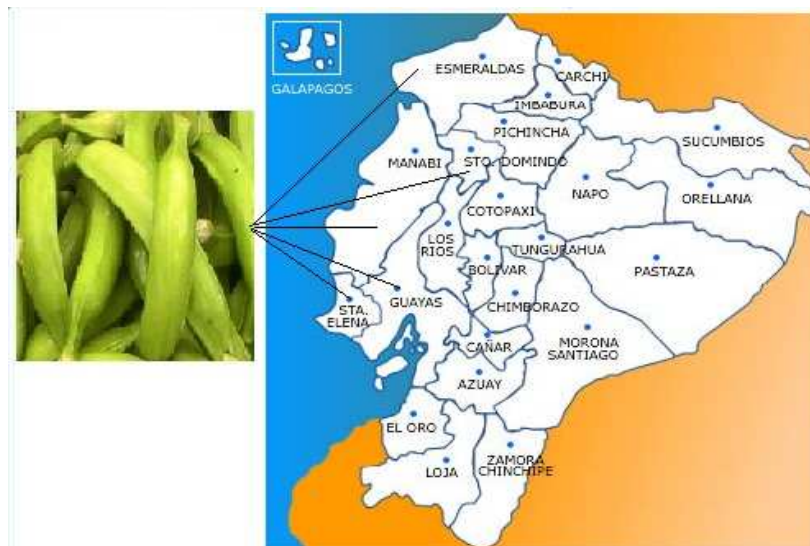 GALAPAGOS
ESMERALDAS
CARCHI
IMBABURA
PICHINCHA
SUCUMBIOS
MANABI
STO. DOMINDO
NAPO
ORELLANA
COTOPAXI
LOS
RIOS
TUNGURAHUA
BOLIVAR
PASTAZA
STA.
ELENA
GUAYAS
CHIMBORAZO
MORONA
SANTIAGO
CAÑAR
AZUAY
EL ORO
LOJA
ZAMORA
CHINCHIPE